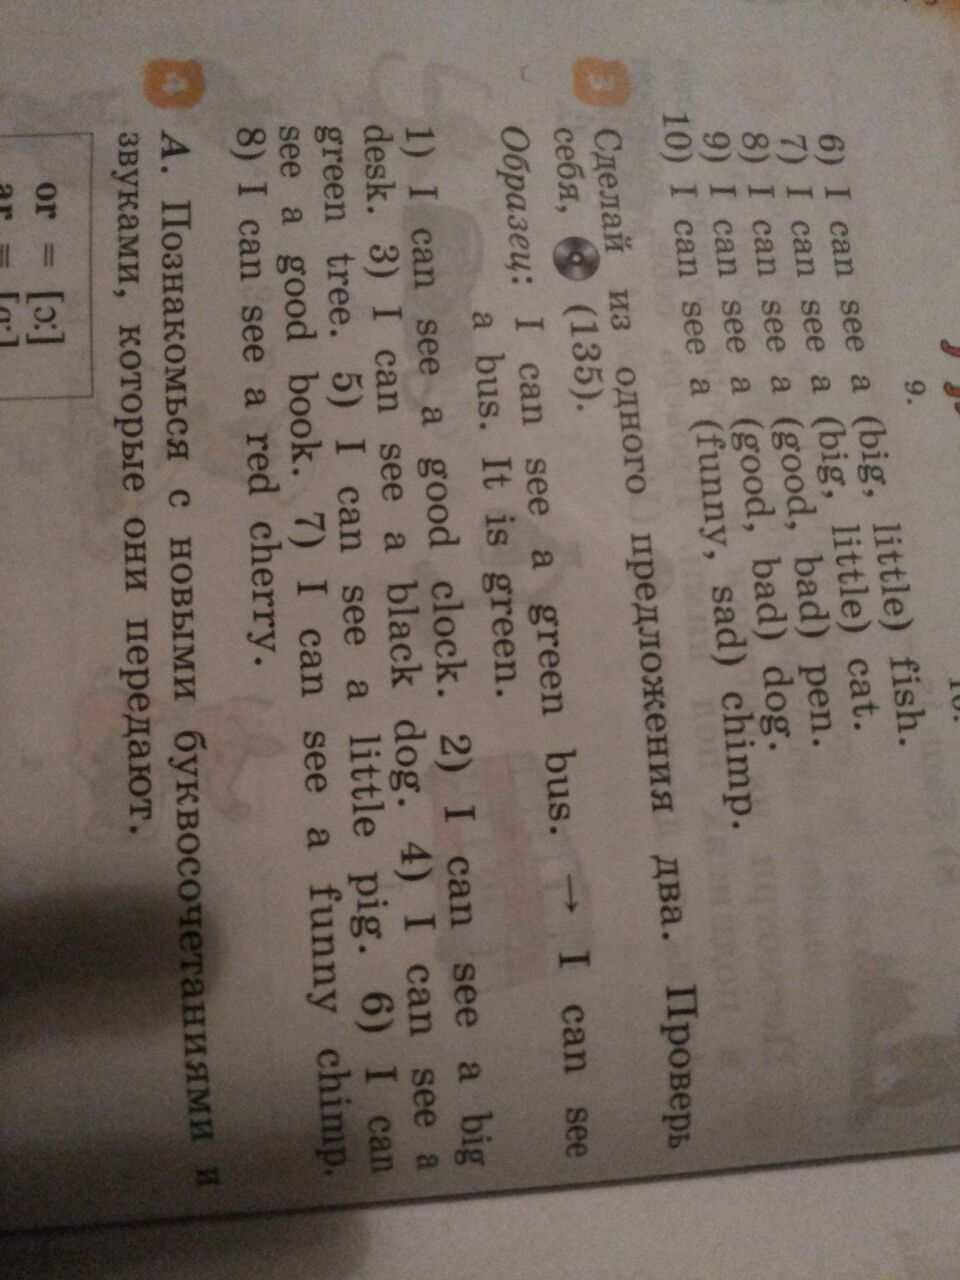 9.
10.
6) I can see a (big, little) fish.
7) I can see a (big, little) cat.
8) I can see a (good, bad) pen.
9) I can see a (good, bad) dog.
10) I can see a (funny, sad) chimp.
3 Сделай из одного предложения два. Проверь
себя, (135).
Образец: I can see a green bus. → I can see
a bus. It is green.
1) I can see a good clock. 2) I can see a big
desk. 3) I can see a black dog. 4) I can see a
green tree. 5) I can see a little pig. 6) I can
see a good book. 7) I can see a funny chimp.
8) I can see a red cherry.
4 А. Познакомься с новыми буквосочетаниями и
звуками, которые они передают.
or = [ɔ:]
ar = [ɑ:]